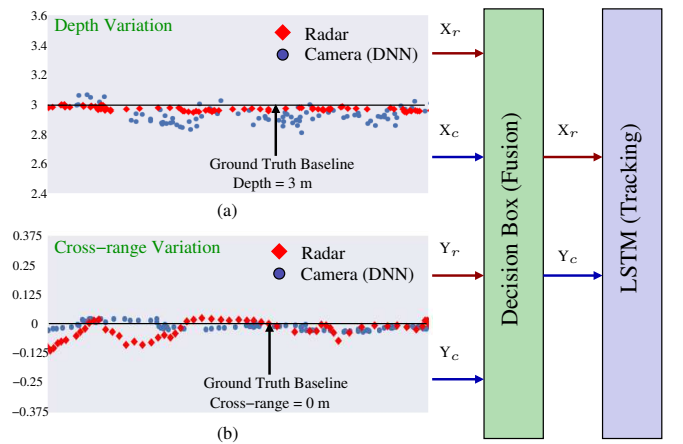 3.6
Depth Variation
Radar
Camera (DNN)
3.4
3.2
3
2.8
2.6
2.4
Ground Truth Baseline
Depth = 3 m
(a)
0.375
Cross−range Variation
Radar
Camera (DNN)
0.25
0.125
0
−0.125
−0.25
−0.375
Ground Truth Baseline
Cross−range = 0 m
(b)
X_r
X_c
Y_r
Y_c
Decision Box (Fusion)
X_r
Y_c
LSTM (Tracking)